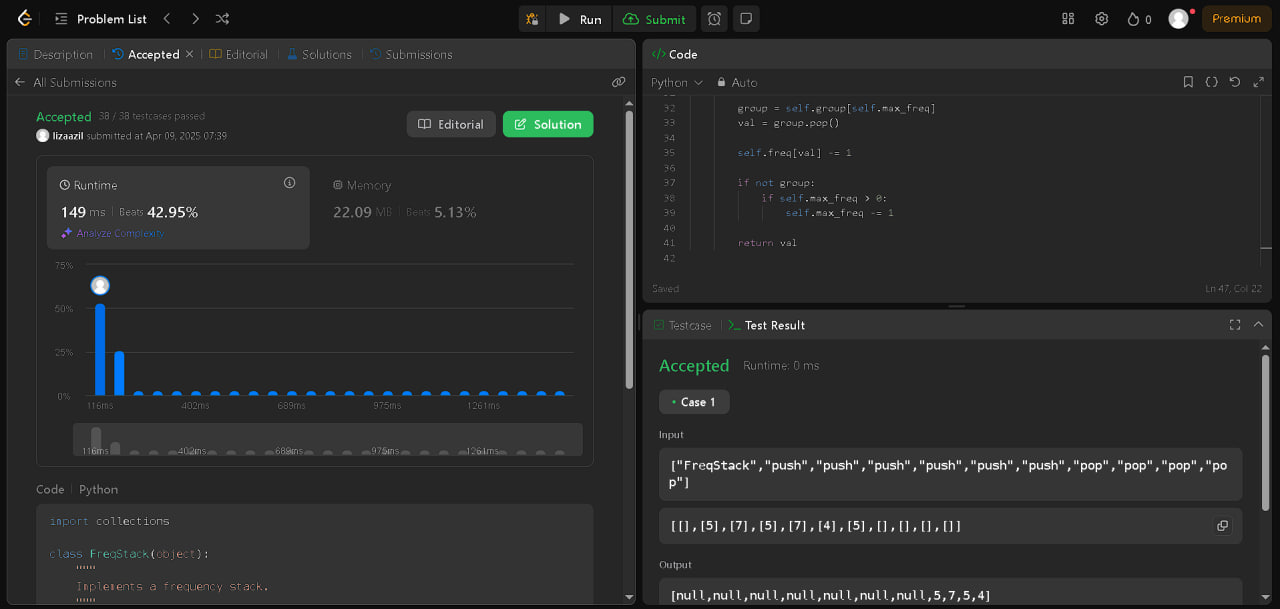 Problem List
Run
Submit
0
Premium
Description
Accepted
Editorial
Solutions
Submissions
All Submissions
Accepted 38 / 38 testcases passed
lizaazil submitted at Apr 09, 2025 07:39
Editorial
Solution
Runtime
149 ms Beats 42.95%
Analyze Complexity
Memory
22.09 MB Beats 5.13%
75%
50%
25%
0%
116ms 402ms 689ms 975ms 1261ms
116ms 402ms 689ms 975ms 1261ms
Code Python
import collections
class FreqStack(object):
"""
Implements a frequency stack.
"""
</> Code
Python
Auto
32 group = self.group[self.max_freq]
33 val = group.pop()
34
35 self.freq[val] -= 1
36
37 if not group:
38 if self.max_freq > 0:
39 self.max_freq -= 1
40
41 return val
42
Saved
Ln 47, Col 22
Testcase
>_ Test Result
Accepted Runtime: 0 ms
• Case 1
Input
["FreqStack","push","push","push","push","push","push","pop","pop","pop","po
p"]
[[],[5],[7],[5],[7],[4],[5],[],[],[],[]]
Output
[null,null,null,null,null,null,null,5,7,5,4]